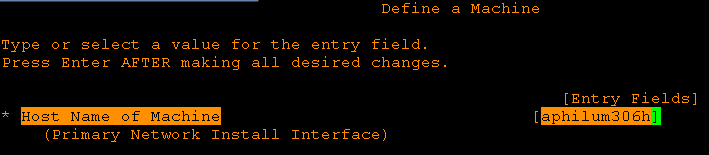 Define a Machine
Type or select a value for the entry field.
Press Enter AFTER making all desired changes.
[Entry Fields]
* Host Name of Machine [aphilum306h]
(Primary Network Install Interface)